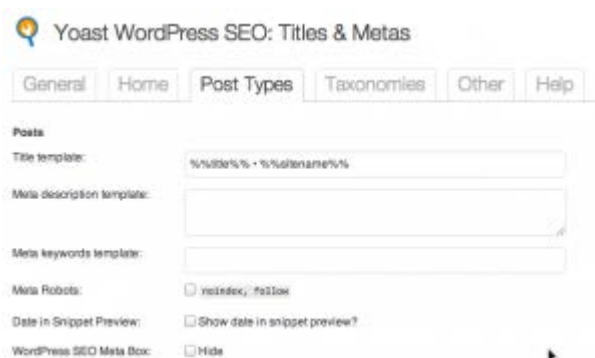 Yoast WordPress SEO: Titles & Metas
General Home Post Types Taxonomies Other Help
Posts
Title template: %%title%% - %%sitename%%
Meta description template:
Meta keywords template:
Meta Robots: noindex, follow
Date in Snippet Preview: Show date in snippet preview?
WordPress SEO Meta Box: Hide